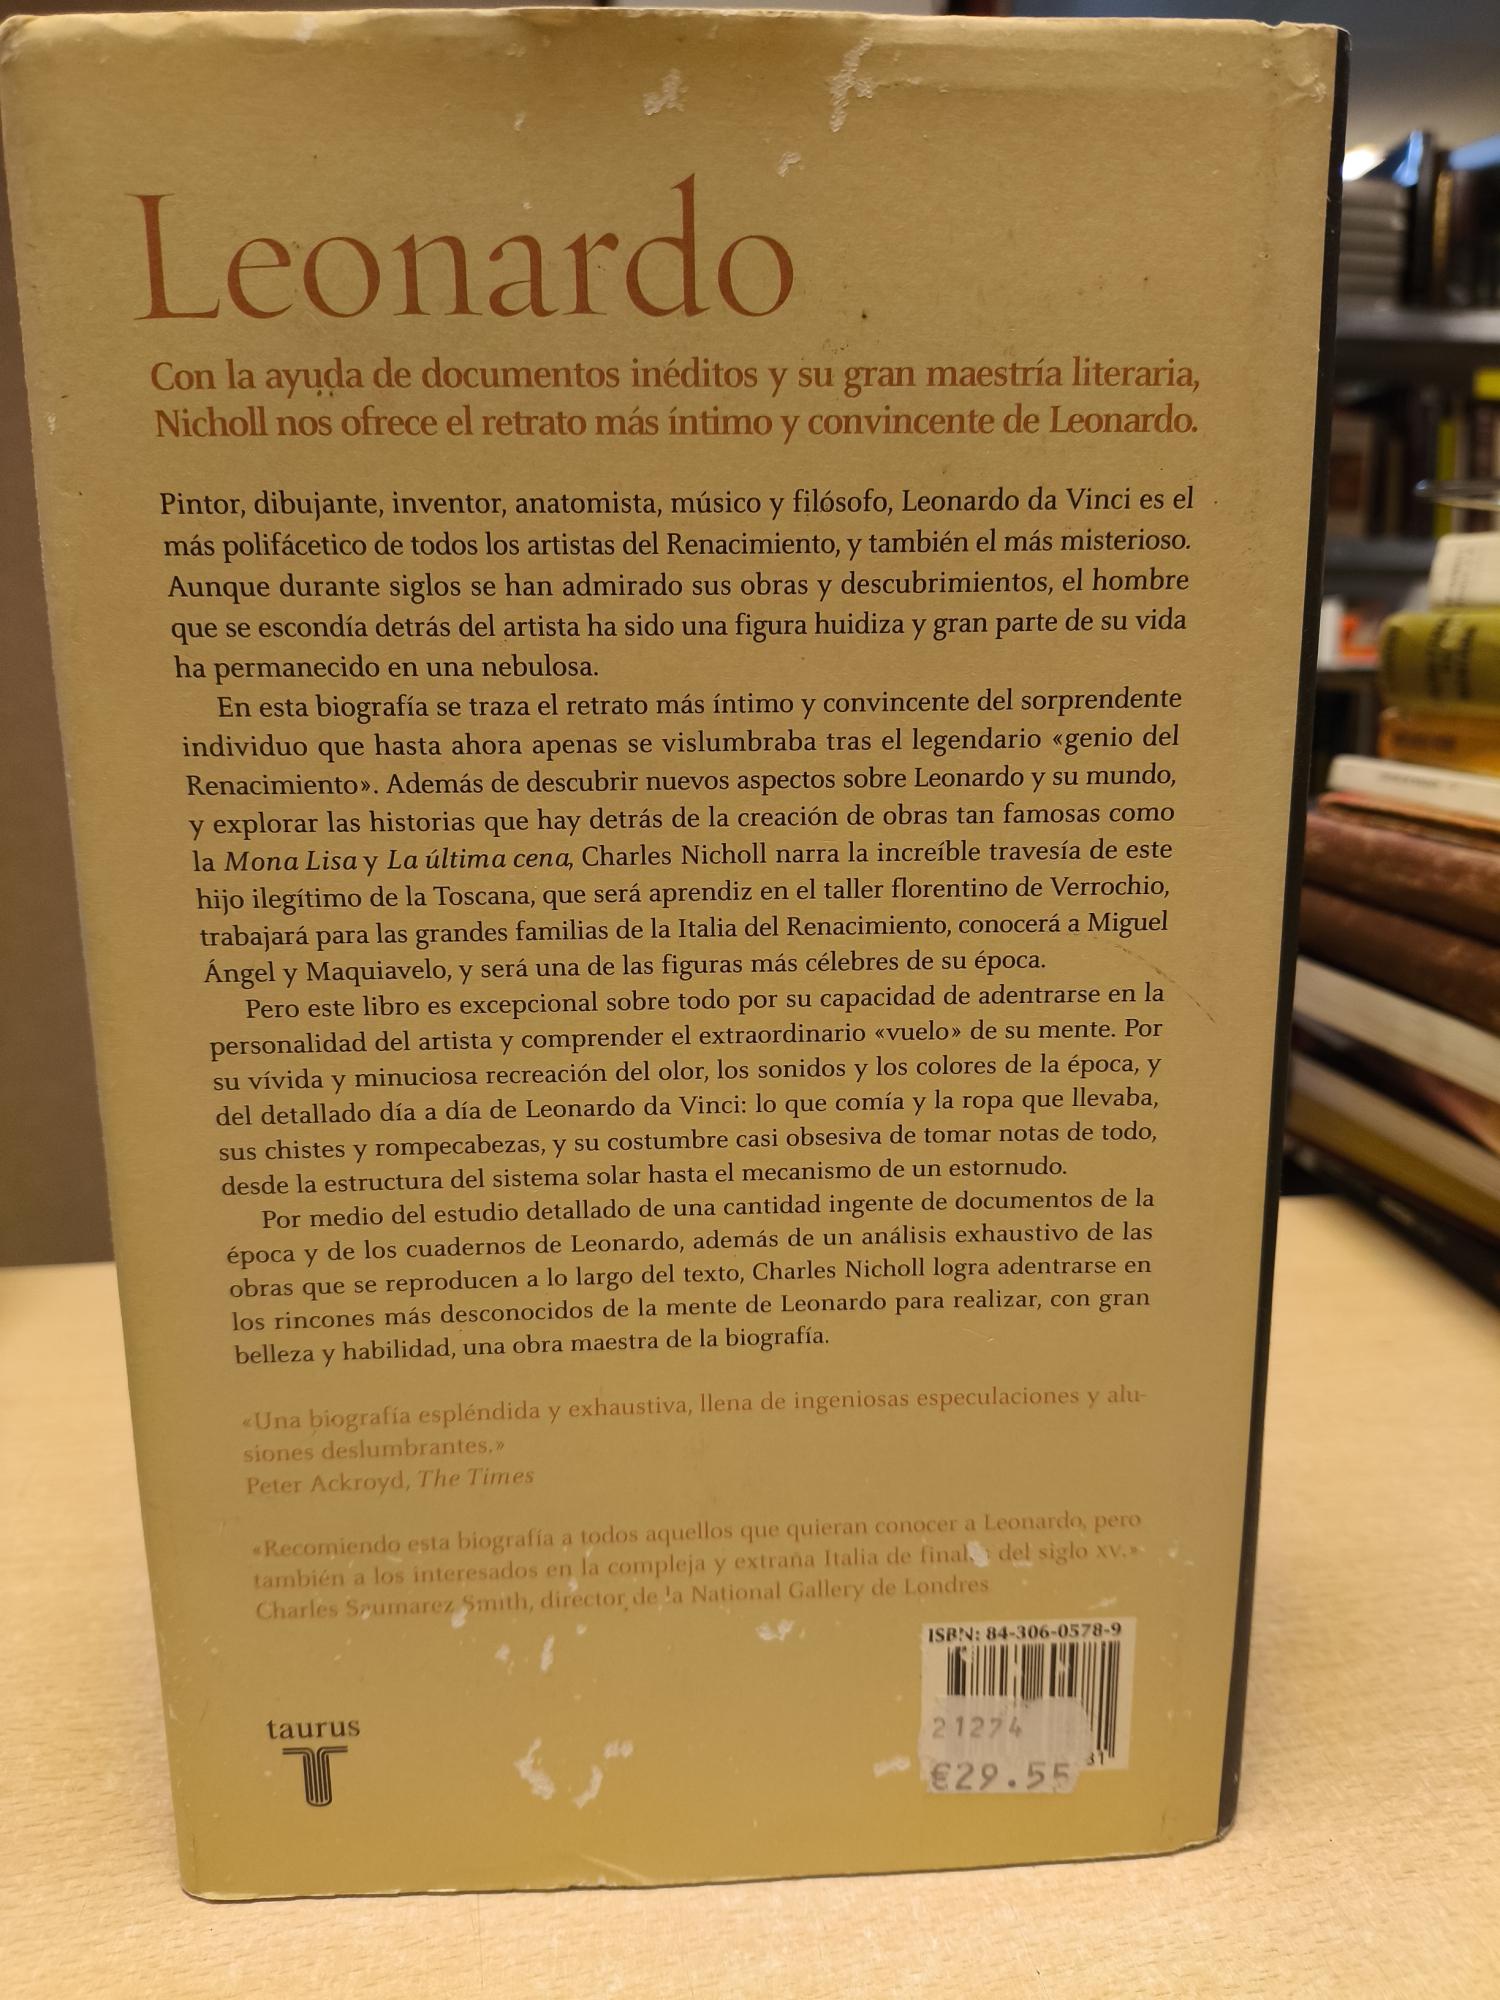 Leonardo
Con la ayuda de documentos inéditos y su gran maestría literaria,
Nicholl nos ofrece el retrato más íntimo y convincente de Leonardo.
Pintor, dibujante, inventor, anatomista, músico y filósofo, Leonardo da Vinci es el
más polifácetico de todos los artistas del Renacimiento, y también el más misterioso.
Aunque durante siglos se han admirado sus obras y descubrimientos, el hombre
que se escondía detrás del artista ha sido una figura huidiza y gran parte de su vida
ha permanecido en una nebulosa.
En esta biografía se traza el retrato más íntimo y convincente del sorprendente
individuo que hasta ahora apenas se vislumbraba tras el legendario «genio del
Renacimiento». Además de descubrir nuevos aspectos sobre Leonardo y su mundo,
y explorar las historias que hay detrás de la creación de obras tan famosas como
la Mona Lisa y La última cena, Charles Nicholl narra la increíble travesía de este
hijo ilegítimo de la Toscana, que será aprendiz en el taller florentino de Verrochio,
trabajará para las grandes familias de la Italia del Renacimiento, conocerá a Miguel
Ángel y Maquiavelo, y será una de las figuras más célebres de su época.
Pero este libro es excepcional sobre todo por su capacidad de adentrarse en la
personalidad del artista y comprender el extraordinario «vuelo» de su mente. Por
su vívida y minuciosa recreación del olor, los sonidos y los colores de la época, y
del detallado día a día de Leonardo da Vinci: lo que comía y la ropa que llevaba,
sus chistes y rompecabezas, y su costumbre casi obsesiva de tomar notas de todo,
desde la estructura del sistema solar hasta el mecanismo de un estornudo.
Por medio del estudio detallado de una cantidad ingente de documentos de la
época y de los cuadernos de Leonardo, además de un análisis exhaustivo de las
obras que se reproducen a lo largo del texto, Charles Nicholl logra adentrarse en
los rincones más desconocidos de la mente de Leonardo para realizar, con gran
belleza y habilidad, una obra maestra de la biografía.
«Una biografía espléndida y exhaustiva, llena de ingeniosas especulaciones y alu-
siones deslumbrantes.»
Peter Ackroyd, The Times
«Recomiendo esta biografía a todos aquellos que quieran conocer a Leonardo, pero
también a los interesados en la compleja y extraña Italia de finales del siglo XV.»
Charles Saumarez Smith, director de la National Gallery de Londres
ISBN: 84-306-0578-9
21274
€29.55
taurus